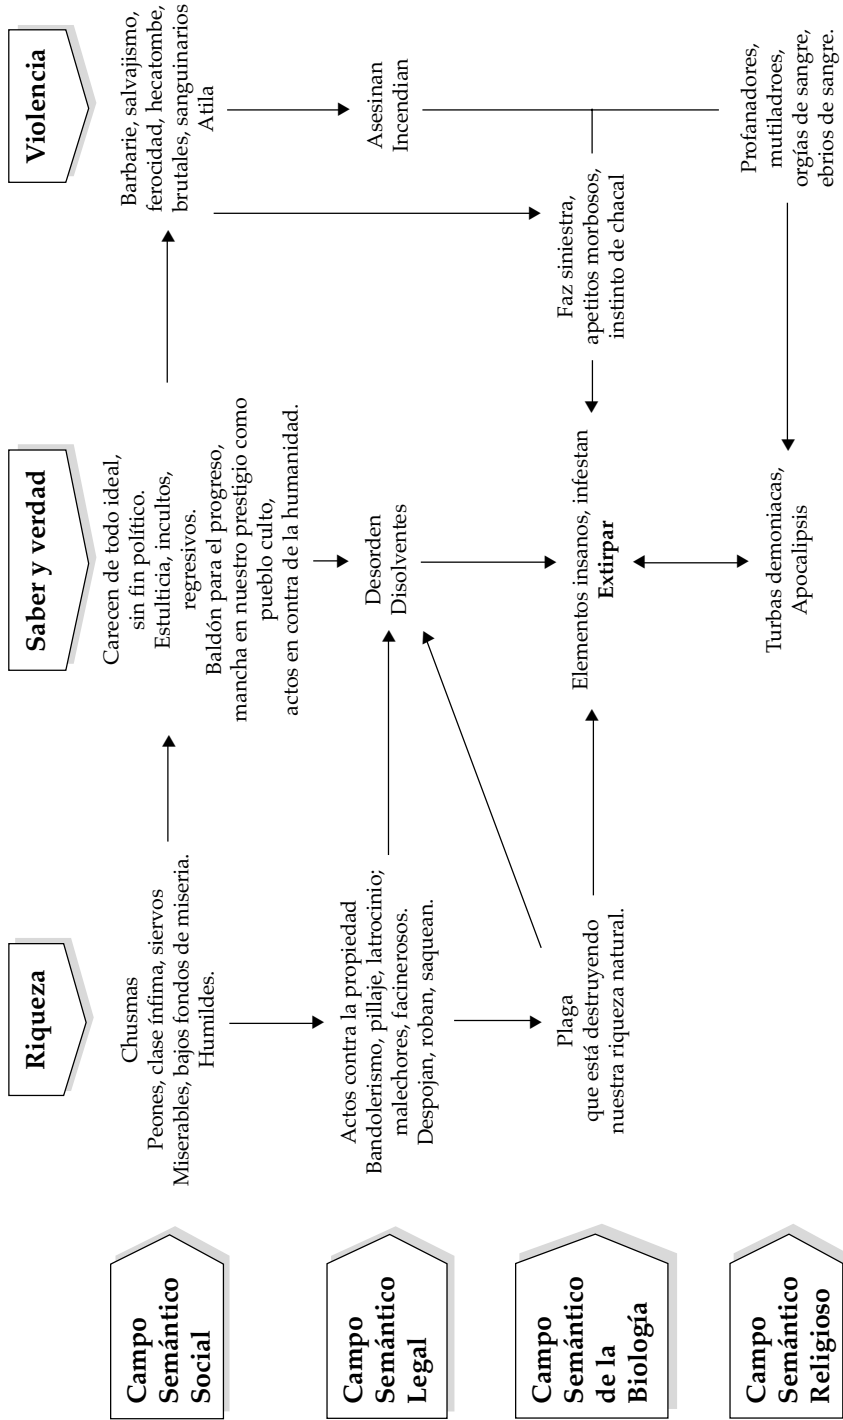 Riqueza
Saber y verdad
Violencia
Campo
Semántico
Social
Chusmas
Peones, clase ínfima, siervos
Miserables, bajos fondos de miseria.
Humildes.
Carecen de todo ideal,
sin fin político.
Estulticia, incultos,
regresivos.
Baldón para el progreso,
mancha en nuestro prestigio como
pueblo culto,
actos en contra de la humanidad.
Barbarie, salvajismo,
ferocidad, hecatombe,
brutales, sanguinarios
Atila
Campo
Semántico
Legal
Actos contra la propiedad
Bandolerismo, pillaje, latrocinio;
malechores, facinerosos.
Despojan, roban, saquean.
Desorden
Disolventes
Asesinan
Incendian
Campo
Semántico
de la
Biología
Plaga
que está destruyendo
nuestra riqueza natural.
Elementos insanos, infestan
Extirpar
Faz siniestra,
apetitos morbosos,
instinto de chacal
Campo
Semántico
Religioso
Turbas demoniacas,
Apocalipsis
Profanadores,
mutiladroes,
orgías de sangre,
ebrios de sangre.